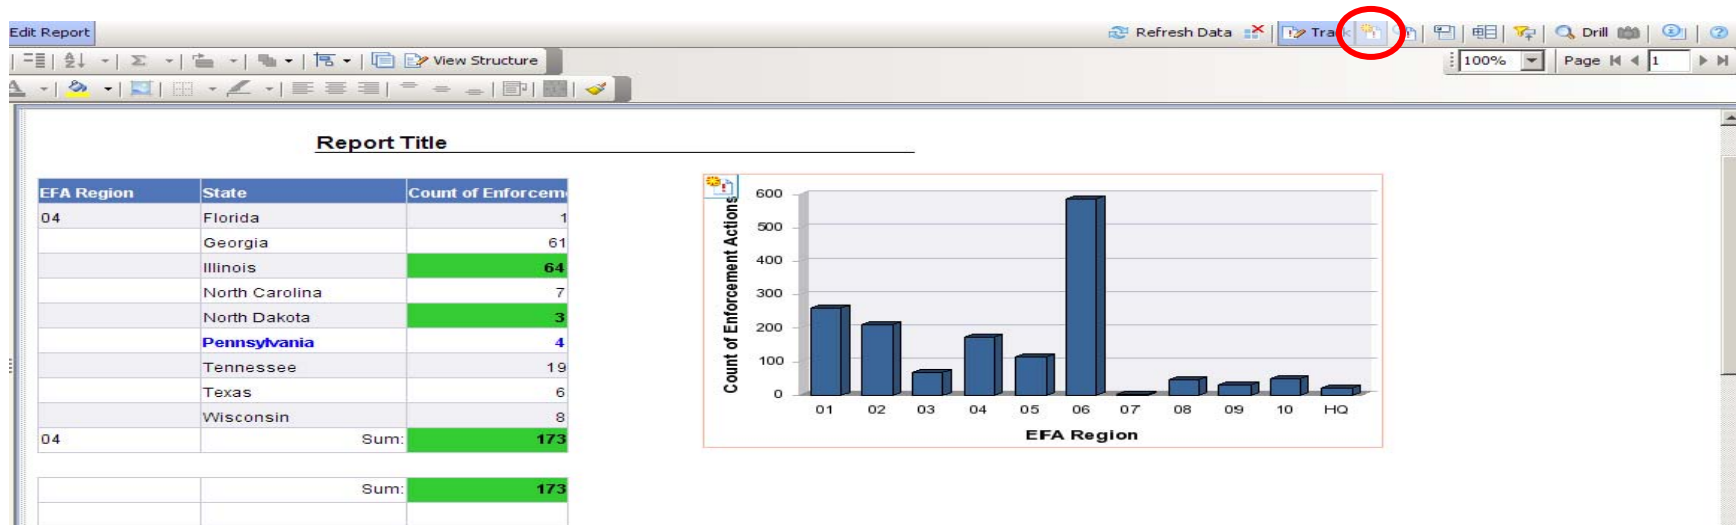 Edit Report
Refresh Data Track Drill
View Structure 100% Page 1
Report Title
EFA Region State Count of Enforcem
04 Florida 1
Georgia 61
Illinois 64
North Carolina 7
North Dakota 3
Pennsylvania 4
Tennessee 19
Texas 6
Wisconsin 8
04 Sum: 173
Sum: 173
Count of Enforcement Actions
600
500
400
300
200
100
0
01 02 03 04 05 06 07 08 09 10 HQ
EFA Region